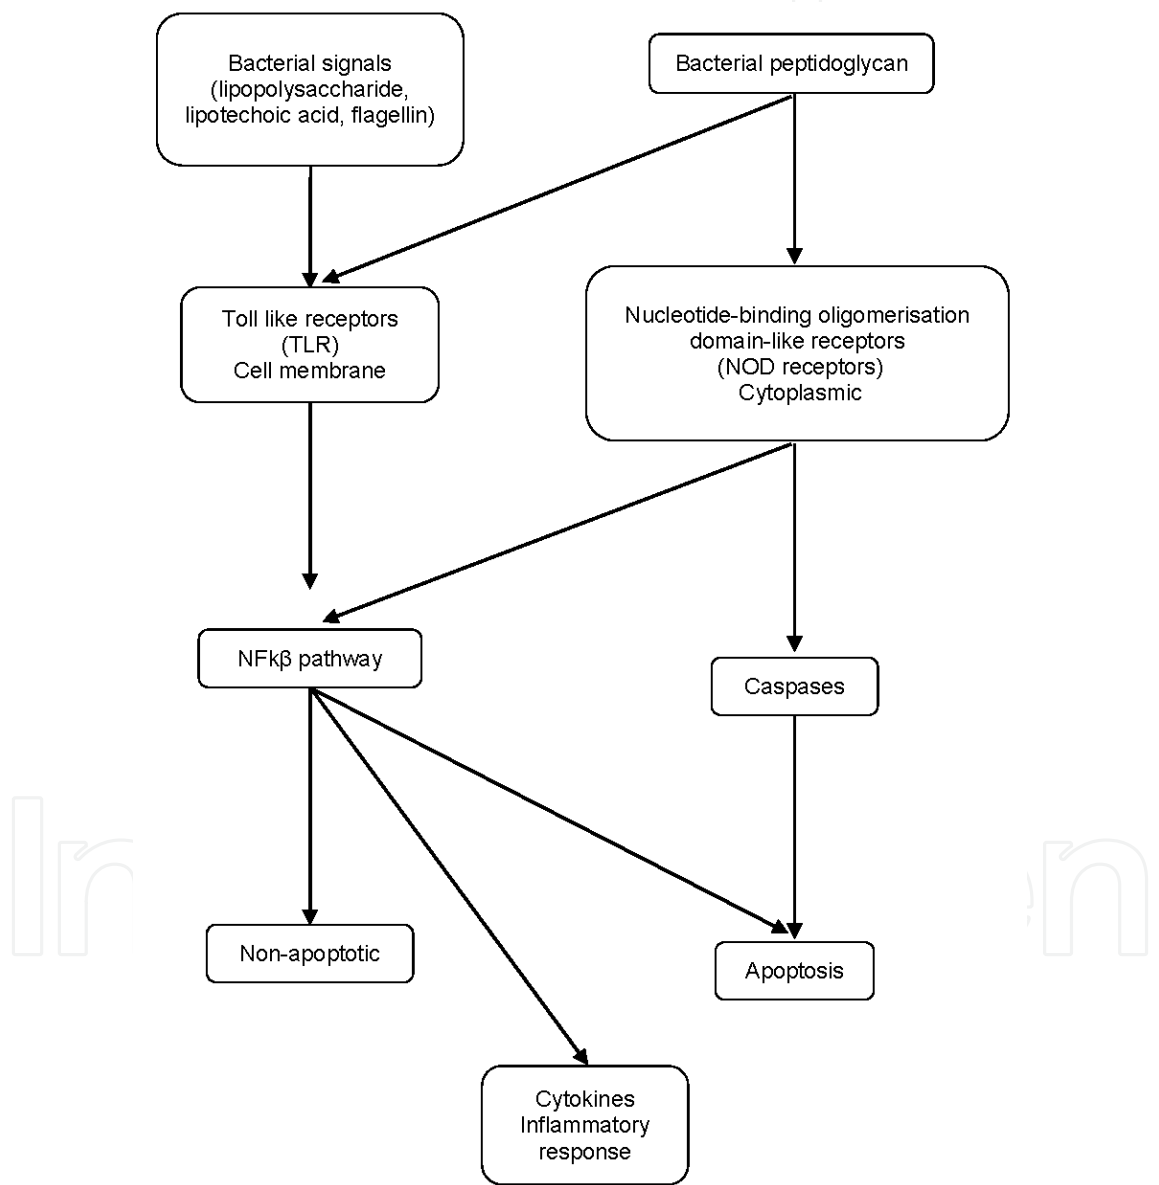 Bacterial signals
(lipopolysaccharide,
lipotechoic acid, flagellin)
Bacterial peptidoglycan
Toll like receptors
(TLR)
Cell membrane
Nucleotide-binding oligomerisation
domain-like receptors
(NOD receptors)
Cytoplasmic
NFkβ pathway
Caspases
Non-apoptotic
Apoptosis
Cytokines
Inflammatory
response